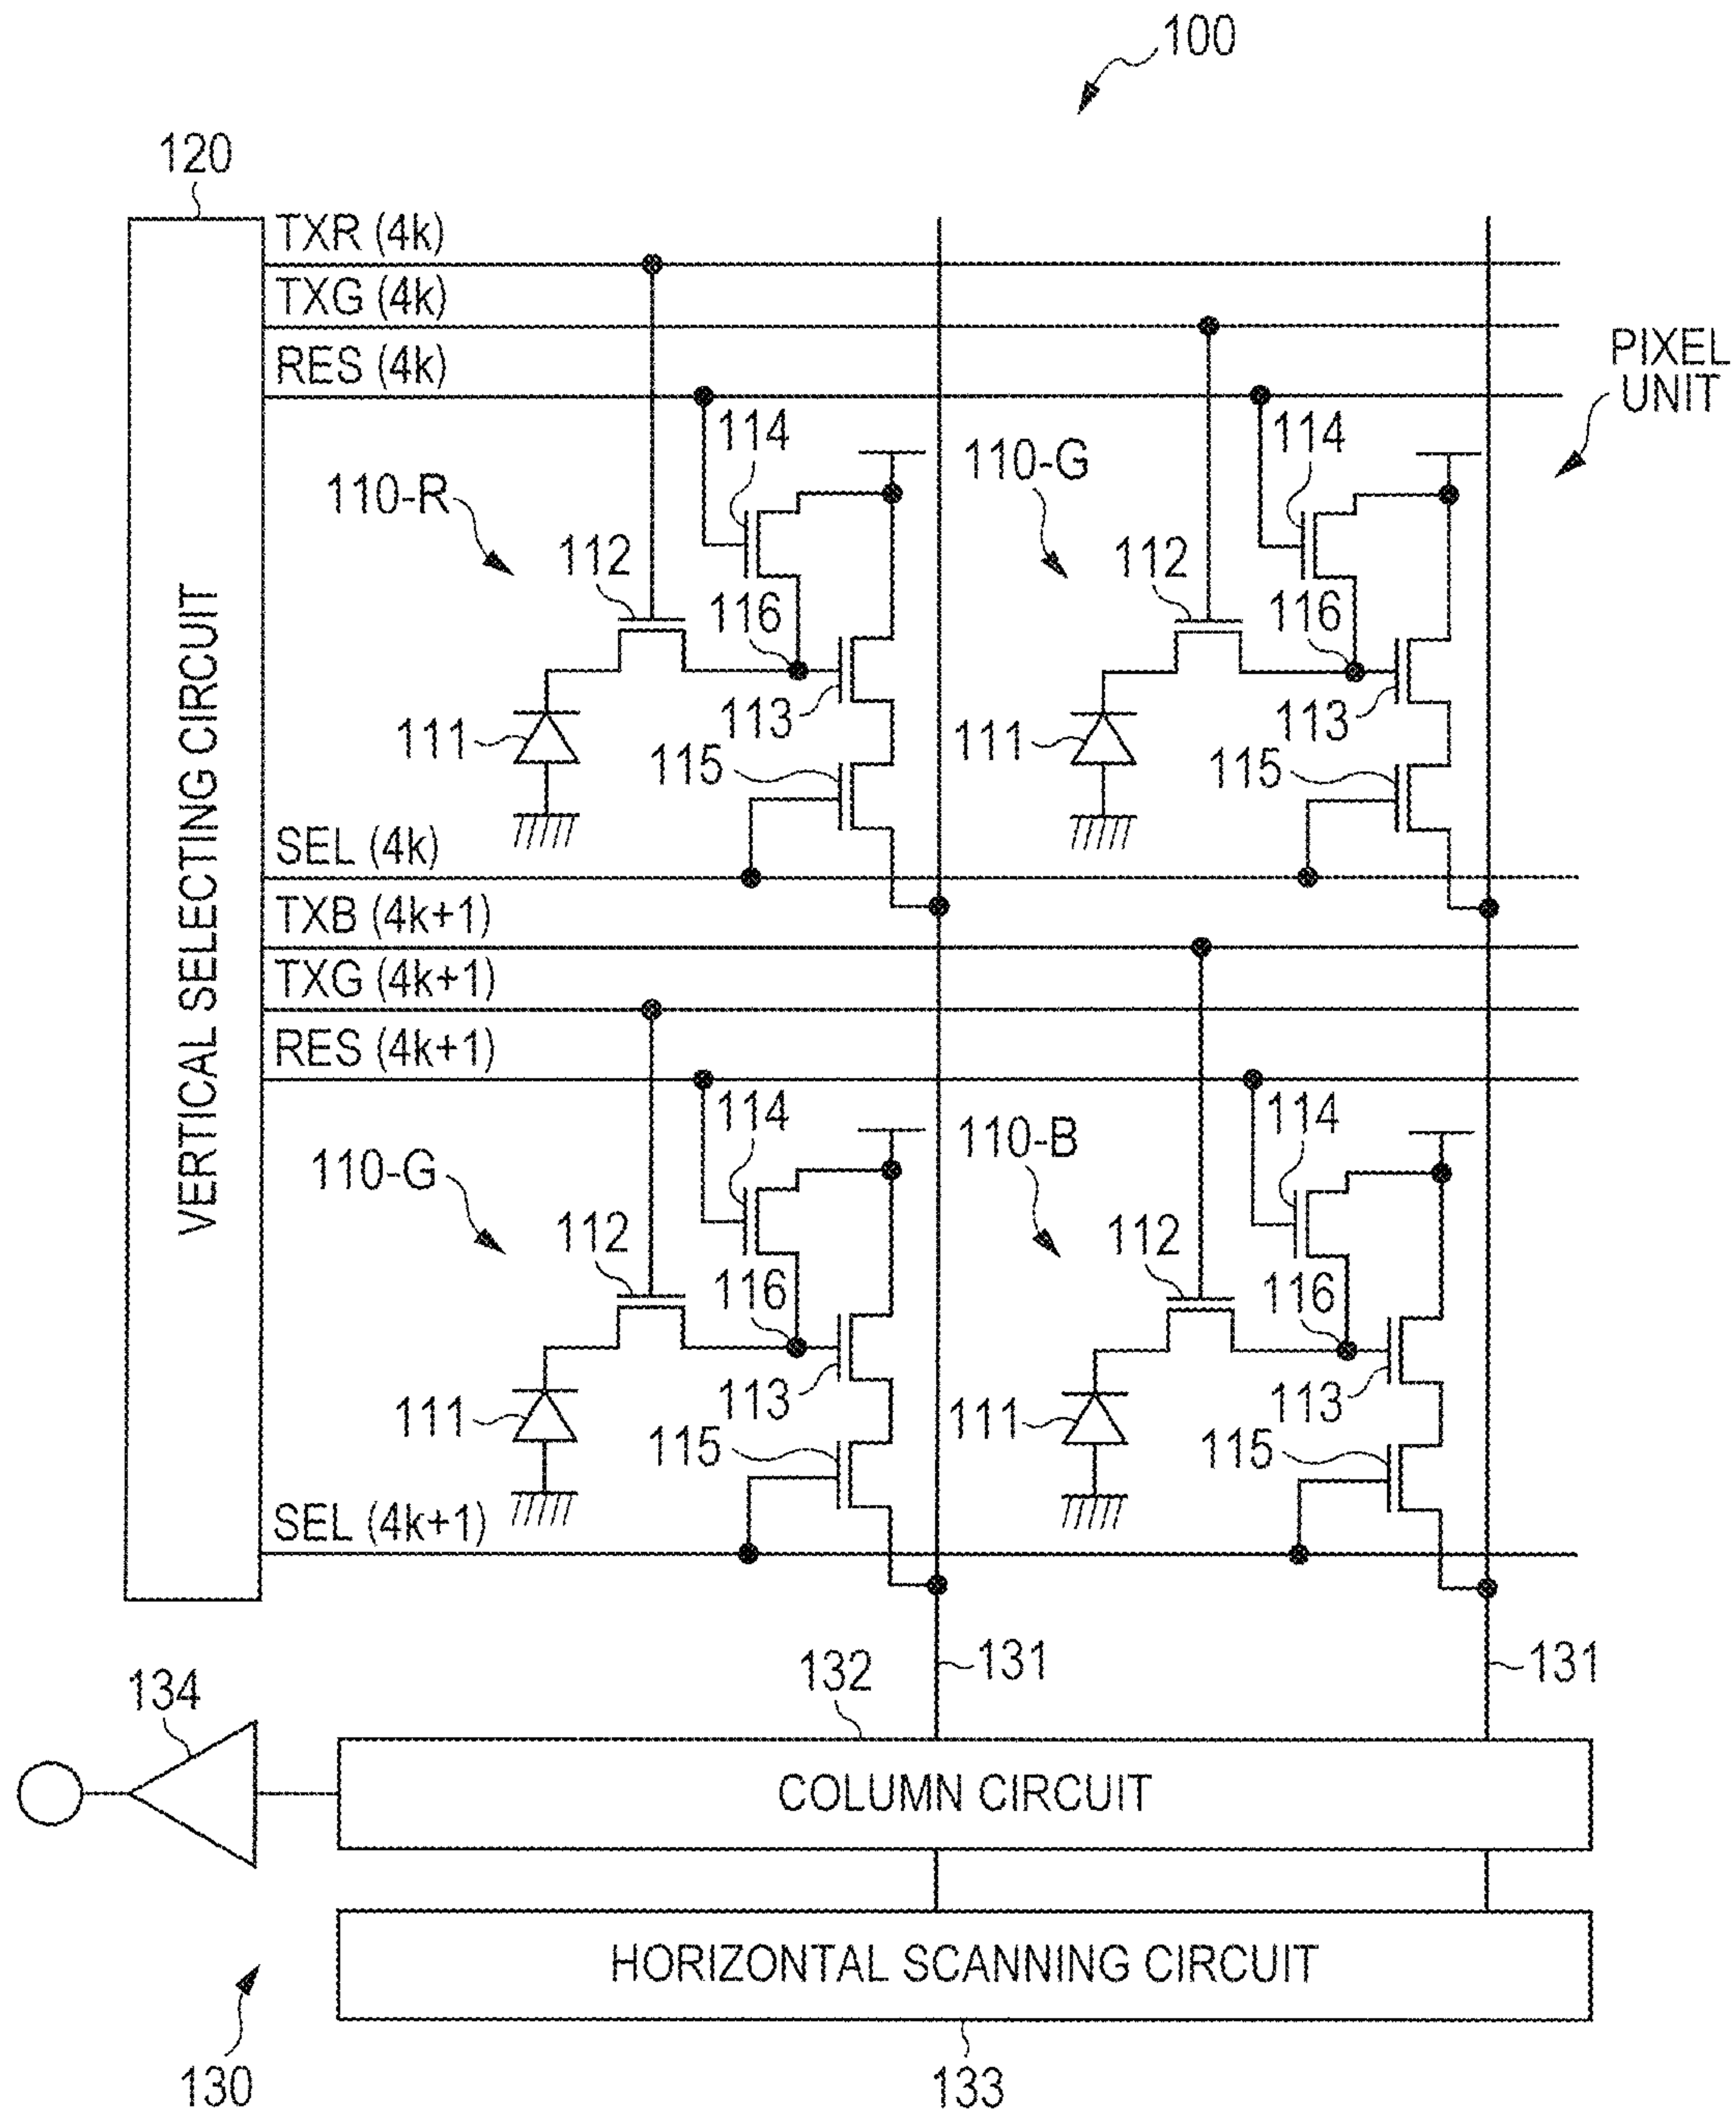 100
120
TXR (4k)
TXG (4k)
RES (4k)
PIXEL
UNIT
114
114
110-R
110-G
112
112
116
116
111
113
111
113
115
115
VERTICAL SELECTING CIRCUIT
SEL (4k)
TXB (4k+1)
TXG (4k+1)
RES (4k+1)
114
114
110-G
110-B
112
112
116
116
111
113
111
113
115
115
SEL (4k+1)
131
131
134
132
COLUMN CIRCUIT
HORIZONTAL SCANNING CIRCUIT
130
133